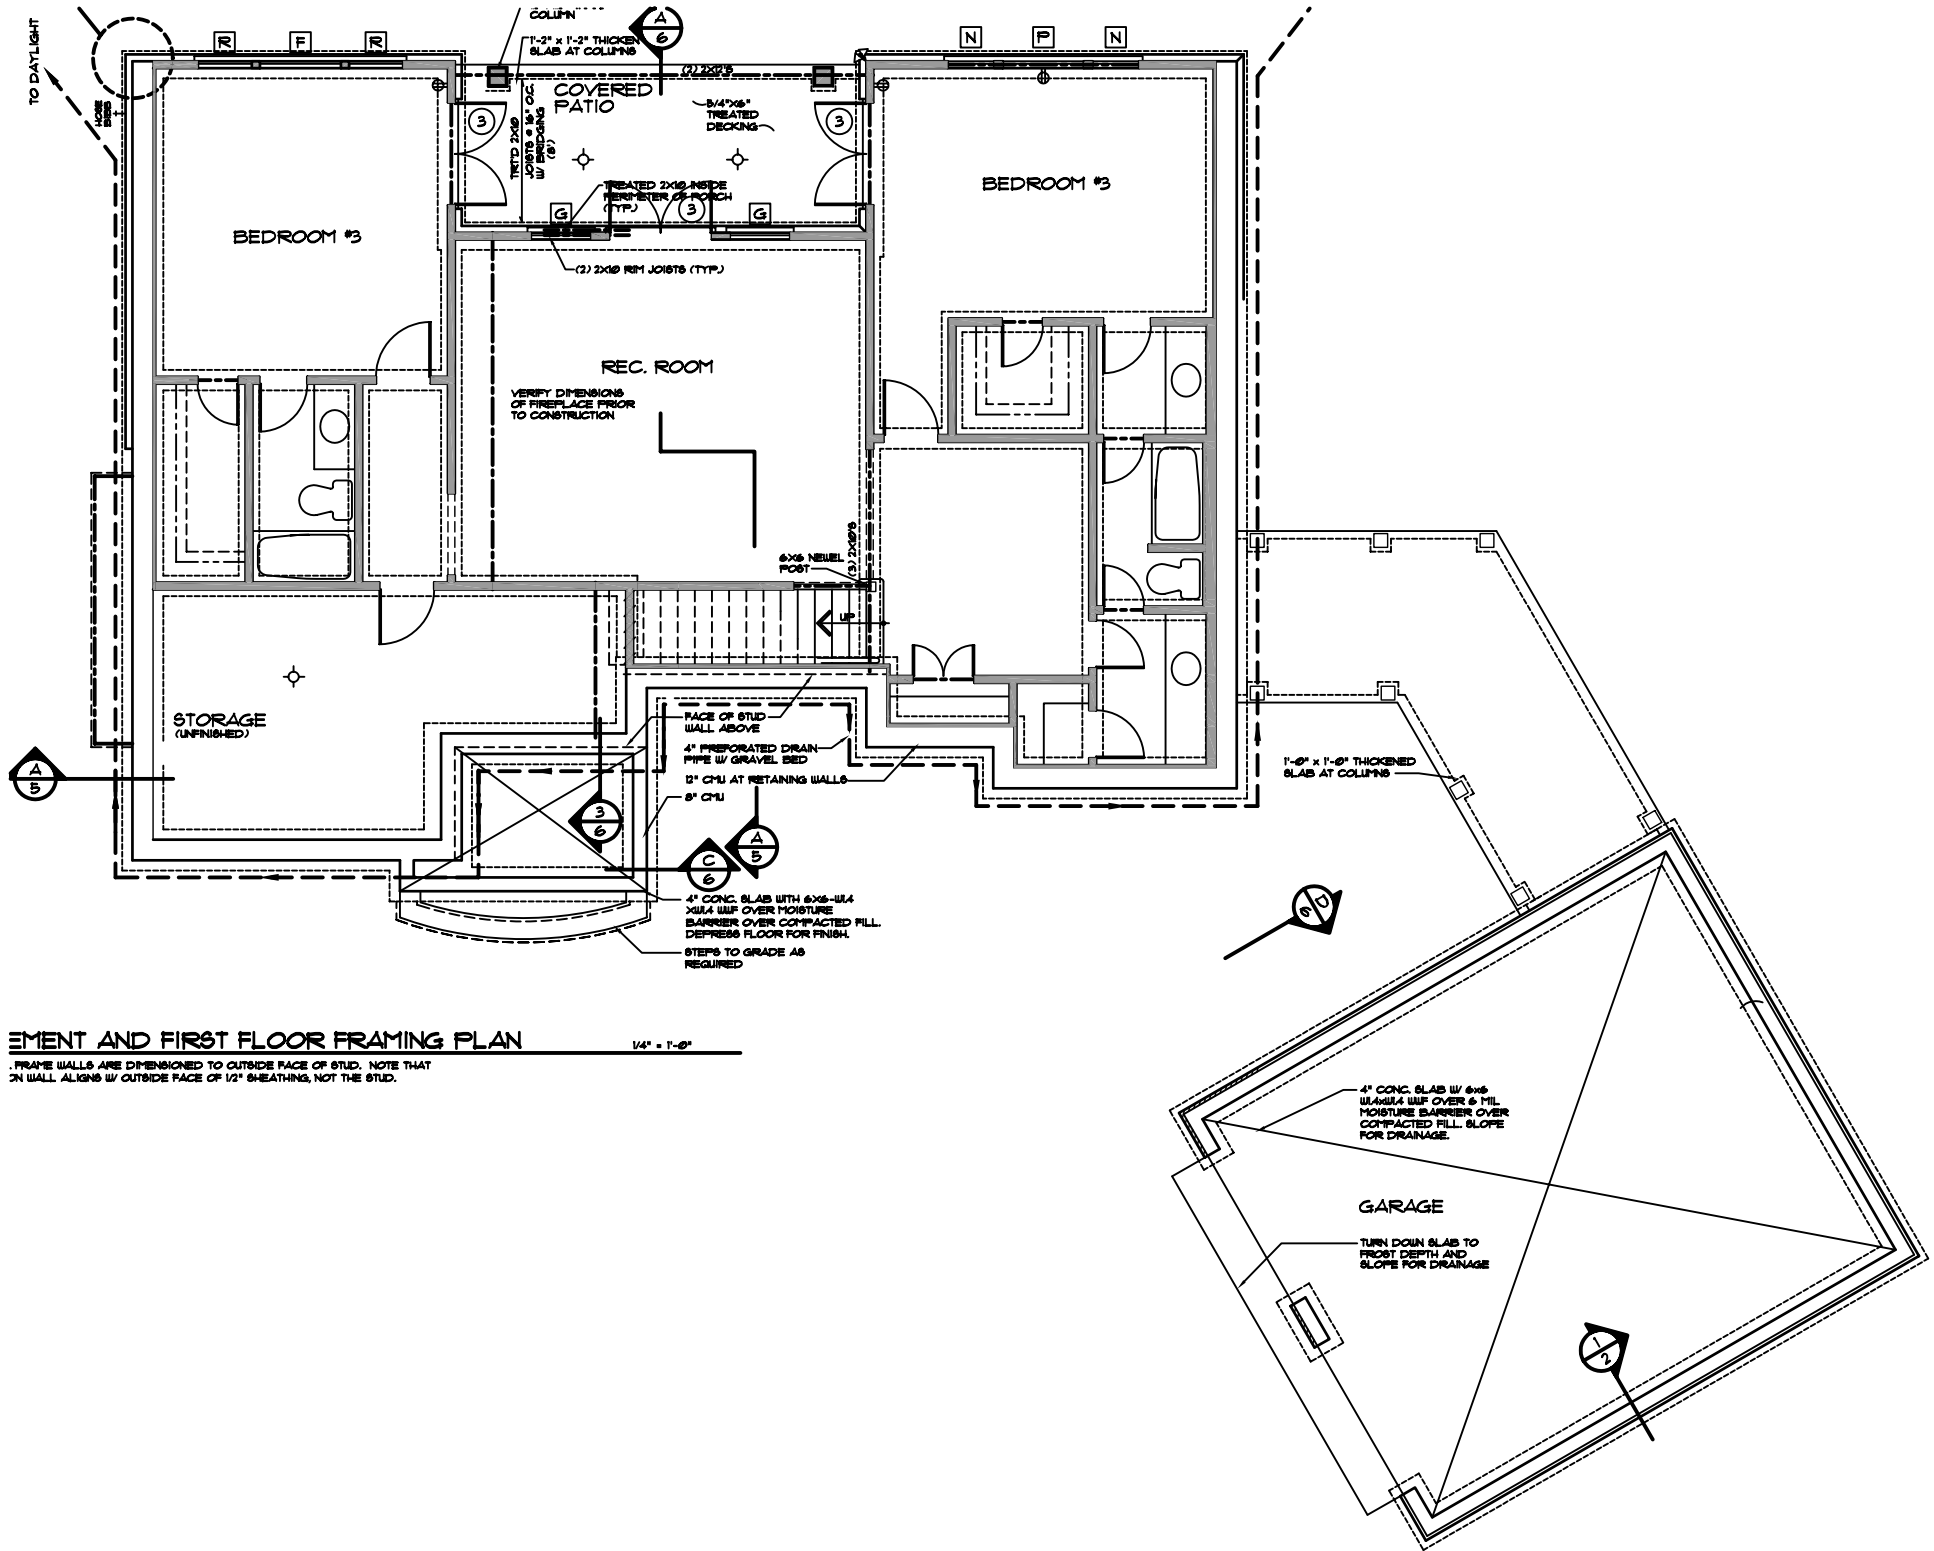 COLUMN
1'-2" x 1'-2" THICKEN
SLAB AT COLUMNS
A
6
TO DAYLIGHT
HOSE
BIBB
R
F
R
N
P
N
(2) 2X12'S
COVERED
PATIO
5/4"X6"
TREATED
DECKING
TRT'D 2X10
JOISTS @ 16" O.C.
W/ BRIDGING
(8')
3
3
TREATED 2X10 INSIDE
PERIMETER OF PORCH
(TYP.)
3
G
G
BEDROOM #3
BEDROOM #3
(2) 2X10 RIM JOISTS (TYP.)
REC. ROOM
VERIFY DIMENSIONS
OF FIREPLACE PRIOR
TO CONSTRUCTION
6X6 NEWEL
POST
(3) 2X10'S
UP
STORAGE
(UNFINISHED)
FACE OF STUD
WALL ABOVE
4" PREFORATED DRAIN
PIPE W/ GRAVEL BED
12" CMU AT RETAINING WALLS
8" CMU
A
5
3
6
A
5
C
6
1'-0" x 1'-0" THICKENED
SLAB AT COLUMNS
4" CONC. SLAB WITH 6X6-W1.4
XW1.4 WWF OVER MOISTURE
BARRIER OVER COMPACTED FILL.
DEPRESS FLOOR FOR FINISH.
STEPS TO GRADE AS
REQUIRED
D
6
EMENT AND FIRST FLOOR FRAMING PLAN
1/4" = 1'-0"
. FRAME WALLS ARE DIMENSIONED TO OUTSIDE FACE OF STUD. NOTE THAT
ON WALL ALIGNS W/ OUTSIDE FACE OF 1/2" SHEATHING, NOT THE STUD.
4" CONC. SLAB W/ 6x6
W1.4xW1.4 WWF OVER 6 MIL
MOISTURE BARRIER OVER
COMPACTED FILL. SLOPE
FOR DRAINAGE.
GARAGE
TURN DOWN SLAB TO
FROST DEPTH AND
SLOPE FOR DRAINAGE
1
2